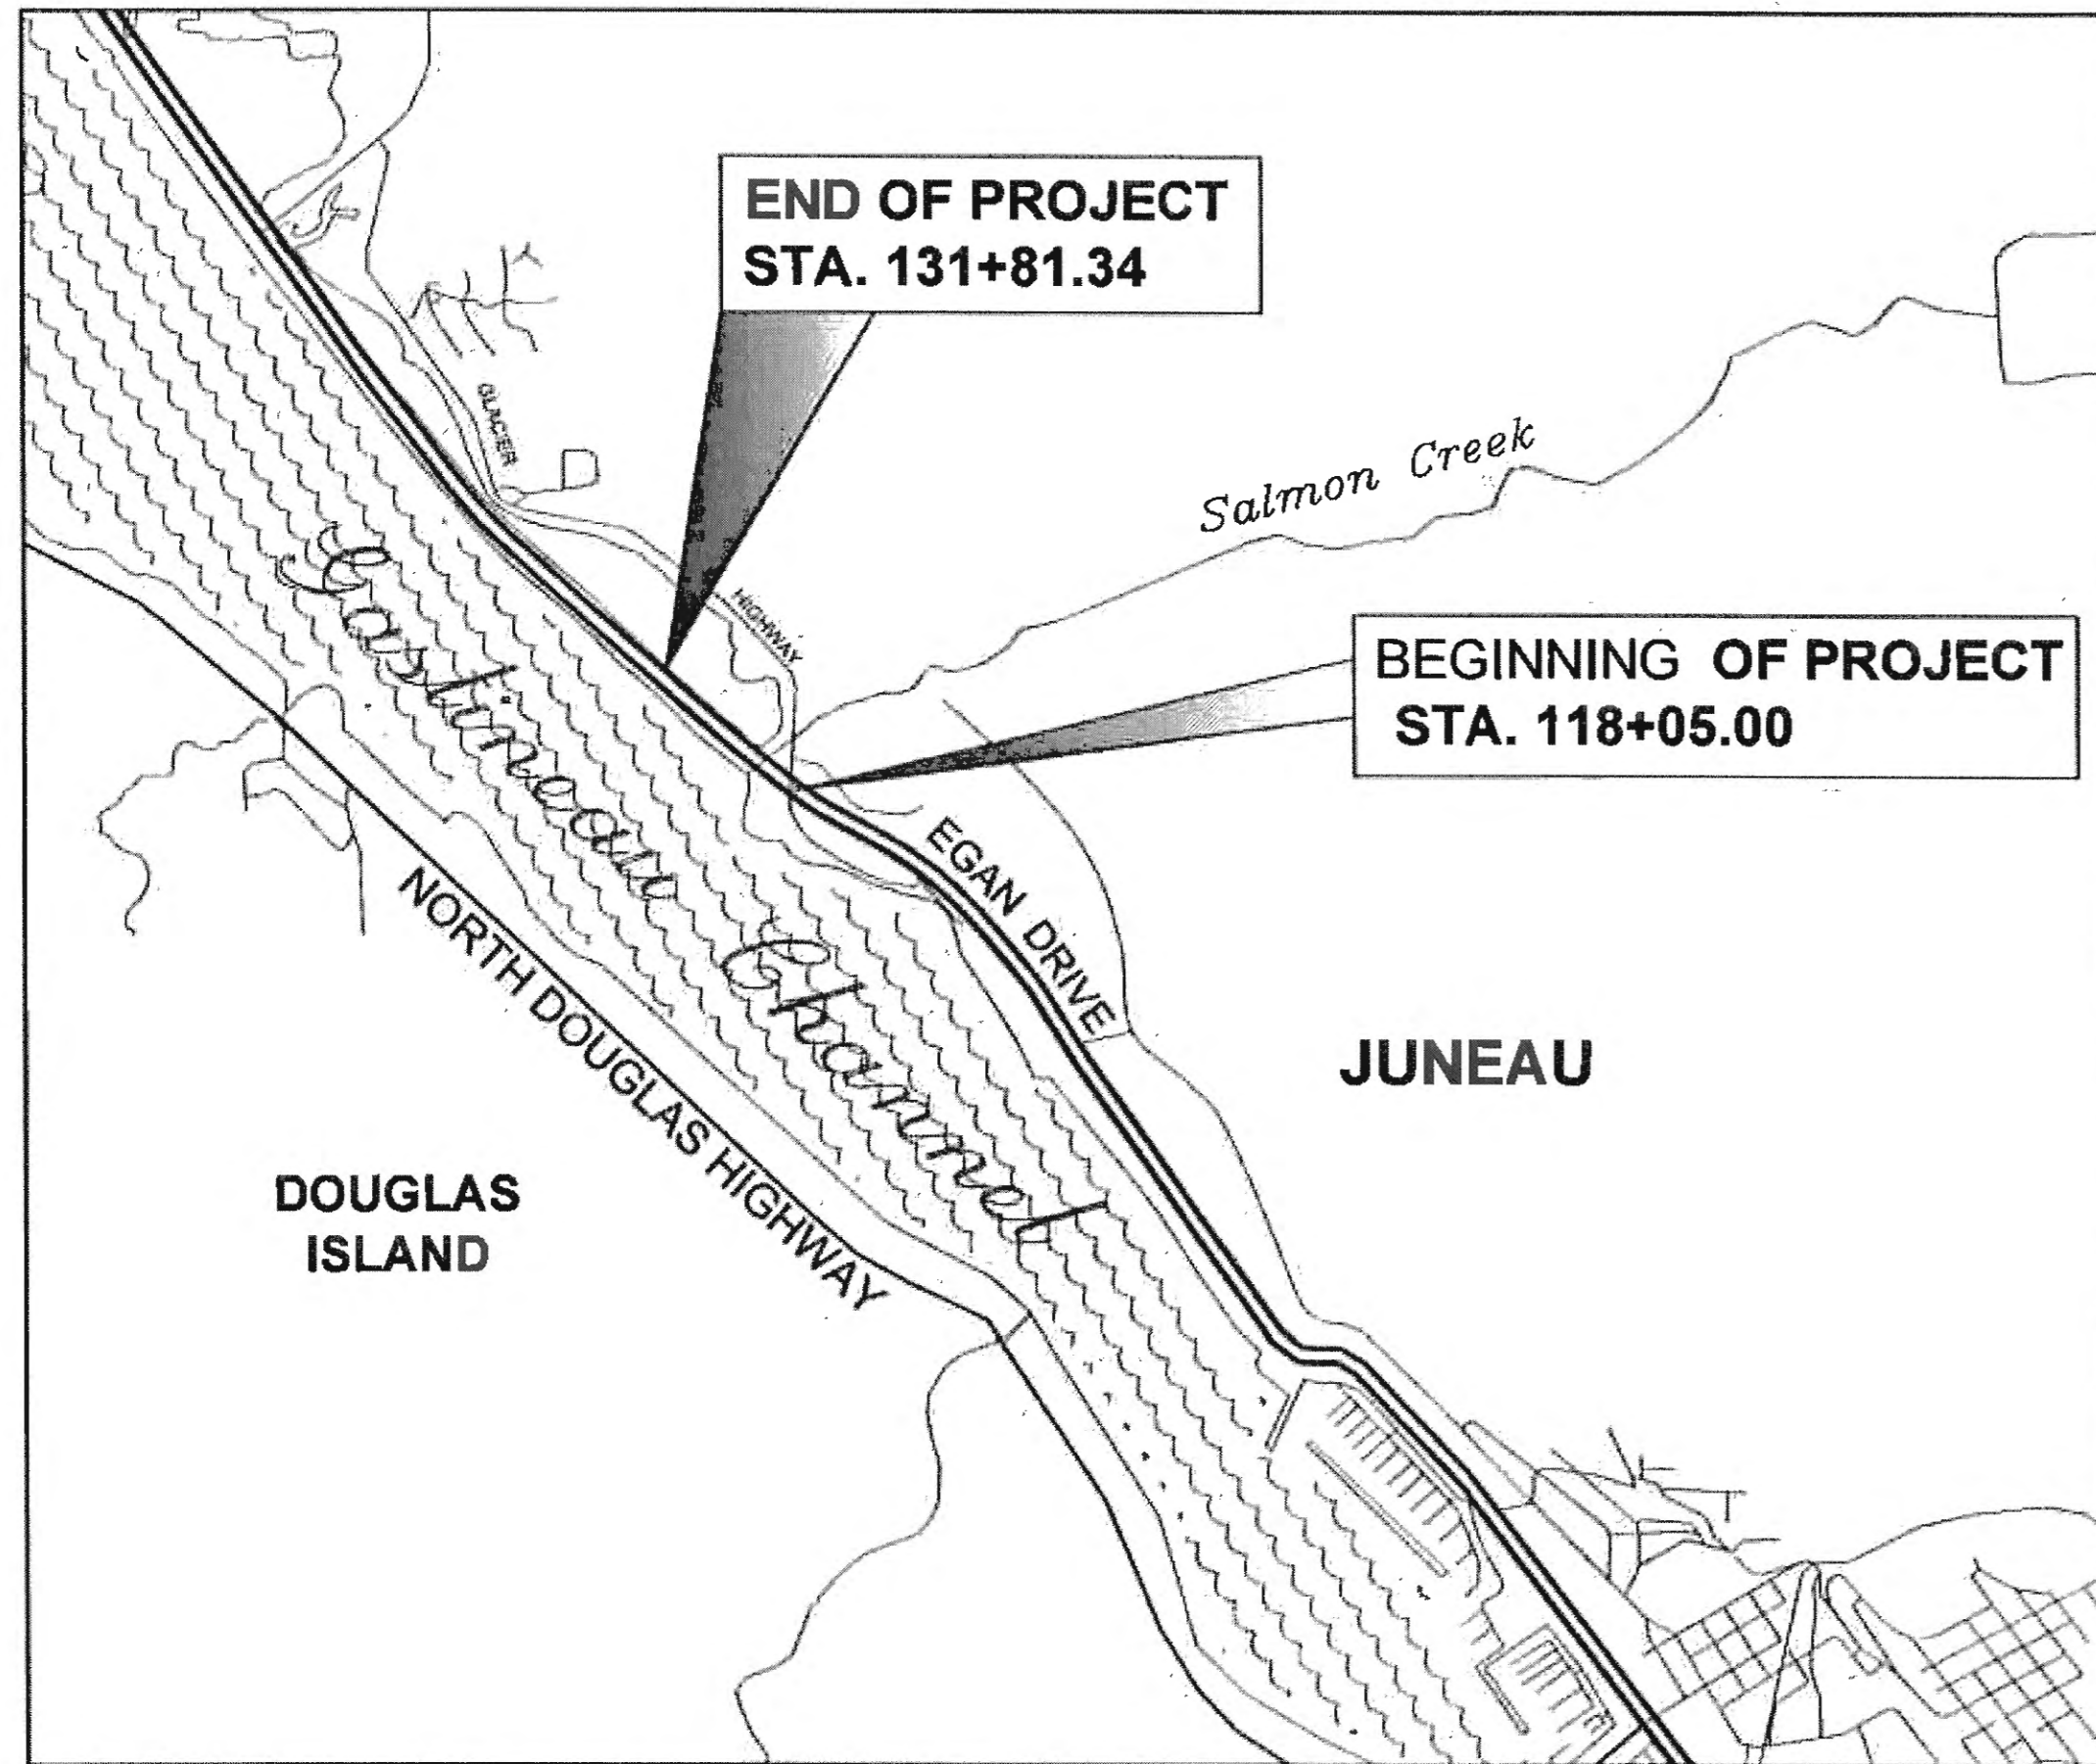 END OF PROJECT
STA. 131+81.34
GLACIER
HIGHWAY
Salmon Creek
BEGINNING OF PROJECT
STA. 118+05.00
Gastineau Channel
EGAN DRIVE
NORTH DOUGLAS HIGHWAY
JUNEAU
DOUGLAS
ISLAND